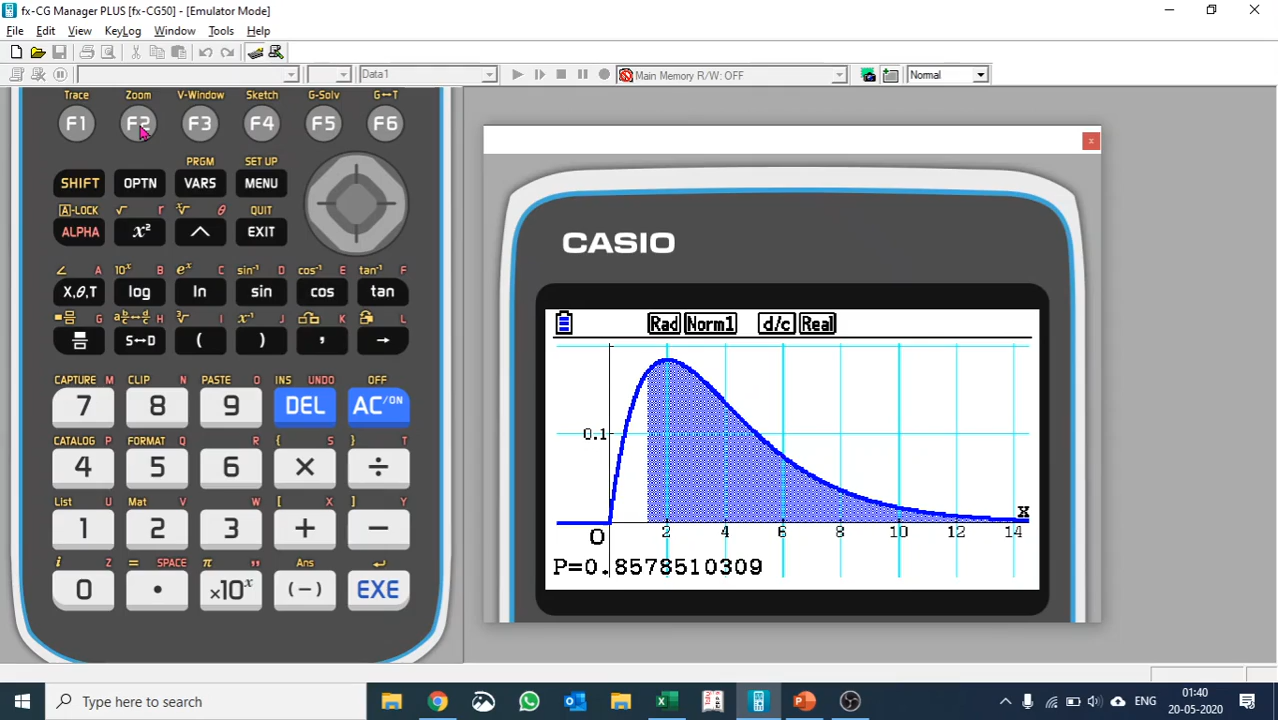 fx-CG Manager PLUS [fx-CG50] - [Emulator Mode]
File Edit View KeyLog Window Tools Help
Data1 Main Memory R/W: OFF Normal
Trace Zoom V-Window Sketch G-Solv G↔T
F1 F2 F3 F4 F5 F6
PRGM SET UP
SHIFT OPTN VARS MENU
A-LOCK √ r ∛ θ QUIT
ALPHA x² ^ EXIT
∠ A 10ˣ B eˣ C sin⁻¹ D cos⁻¹ E tan⁻¹ F
X,θ,T log ln sin cos tan
G a b/c↔d/c H ∛ I x⁻¹ J K L
S↔D ( ) , →
CAPTURE M CLIP N PASTE O INS UNDO OFF
7 8 9 DEL AC/ON
CATALOG P FORMAT Q R { S } T
4 5 6 × ÷
List U Mat V W [ X ] Y
1 2 3 + −
i Z = SPACE π " Ans ↵
0 • ×10ˣ (−) EXE
x
CASIO
Rad Norm1 d/c Real
0.1
X
O 2 4 6 8 10 12 14
P=0.8578510309
Type here to search
ENG
01:40
20-05-2020